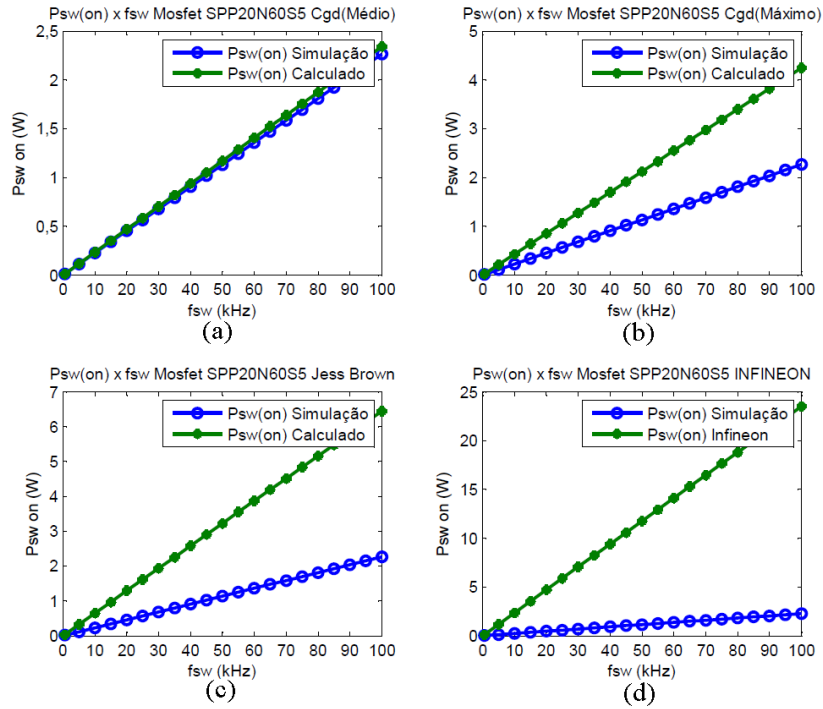 Psw(on) x fsw Mosfet SPP20N60S5 Cgd(Médio)
2,5
2
1,5
1
0,5
0
Psw on (W)
Psw(on) Simulação
Psw(on) Calculado
0 10 20 30 40 50 60 70 80 90 100
fsw (kHz)
(a)
Psw(on) x fsw Mosfet SPP20N60S5 Cgd(Máximo)
5
4
3
2
1
0
Psw on (W)
Psw(on) Simulação
Psw(on) Calculado
0 10 20 30 40 50 60 70 80 90 100
fsw (kHz)
(b)
Psw(on) x fsw Mosfet SPP20N60S5 Jess Brown
7
6
5
4
3
2
1
0
Psw on (W)
Psw(on) Simulação
Psw(on) Calculado
0 10 20 30 40 50 60 70 80 90 100
fsw (kHz)
(c)
Psw(on) x fsw Mosfet SPP20N60S5 INFINEON
25
20
15
10
5
0
Psw on (W)
Psw(on) Simulação
Psw(on) Infineon
0 10 20 30 40 50 60 70 80 90 100
fsw (kHz)
(d)